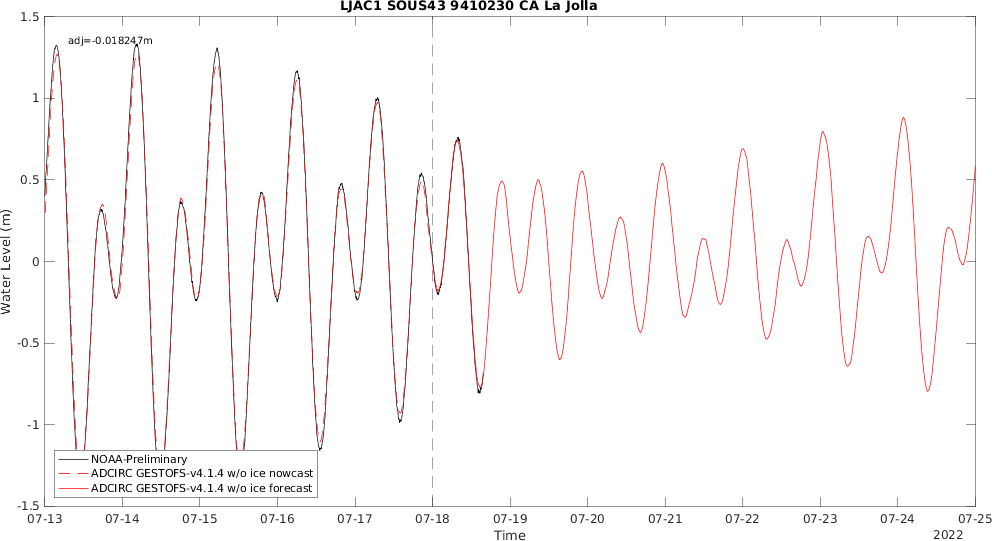 LJAC1 SOUS43 9410230 CA La Jolla
adj=-0.018247m
1.5
1
0.5
0
-0.5
-1
-1.5
Water Level (m)
NOAA-Preliminary
ADCIRC GESTOFS-v4.1.4 w/o ice nowcast
ADCIRC GESTOFS-v4.1.4 w/o ice forecast
07-13 07-14 07-15 07-16 07-17 07-18 07-19 07-20 07-21 07-22 07-23 07-24 07-25
Time
2022